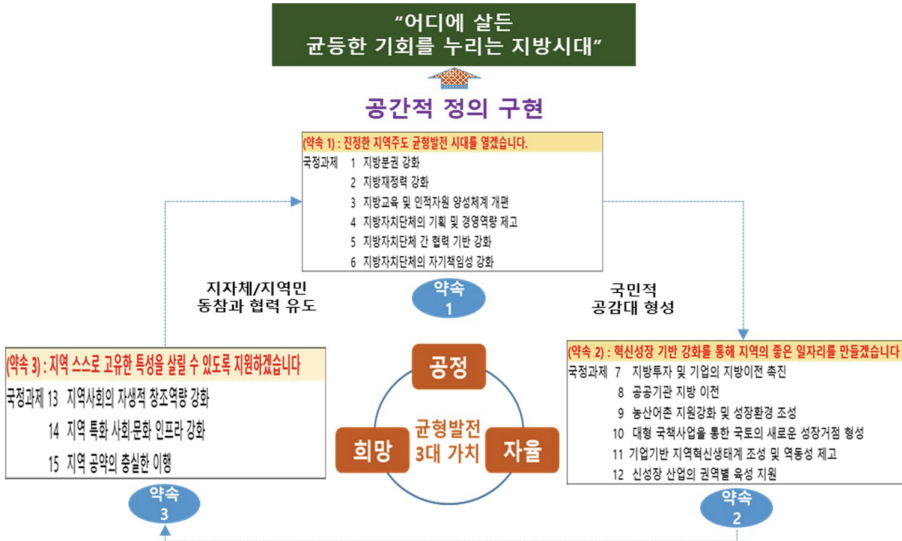 “어디에 살든
균등한 기회를 누리는 지방시대”
공간적 정의 구현
(약속 1) : 진정한 지역주도 균형발전 시대를 열겠습니다.
국정과제 1 지방분권 강화
2 지방재정력 강화
3 지방교육 및 인적자원 양성체계 개편
4 지방자치단체의 기획 및 경영역량 제고
5 지방자치단체 간 협력 기반 강화
6 지방자치단체의 자기책임성 강화
약속
1
지자체/지역민
동참과 협력 유도
국민적
공감대 형성
(약속 3) : 지역 스스로 고유한 특성을 살릴 수 있도록 지원하겠습니다
국정과제 13 지역사회의 자생적 창조역량 강화
14 지역 특화 사회·문화 인프라 강화
15 지역 공약의 충실한 이행
약속
3
공정
희망
균형발전
3대 가치
자율
(약속 2) : 혁신성장 기반 강화를 통해 지역의 좋은 일자리를 만들겠습니다
국정과제 7 지방투자 및 기업의 지방이전 촉진
8 공공기관 지방 이전
9 농산어촌 지원강화 및 성장환경 조성
10 대형 국책사업을 통한 국토의 새로운 성장거점 형성
11 기업기반 지역혁신생태계 조성 및 역동성 제고
12 신성장 산업의 권역별 육성 지원
약속
2